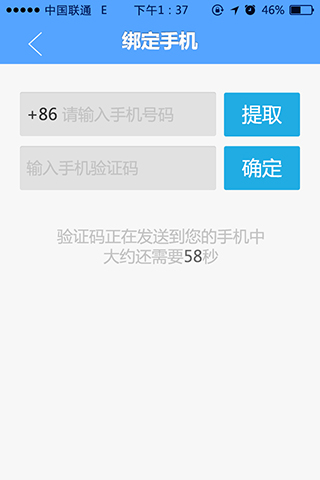 中国联通 E 下午1：37 46%
绑定手机
+86 请输入手机号码 提取
输入手机验证码 确定
验证码正在发送到您的手机中
大约还需要58秒